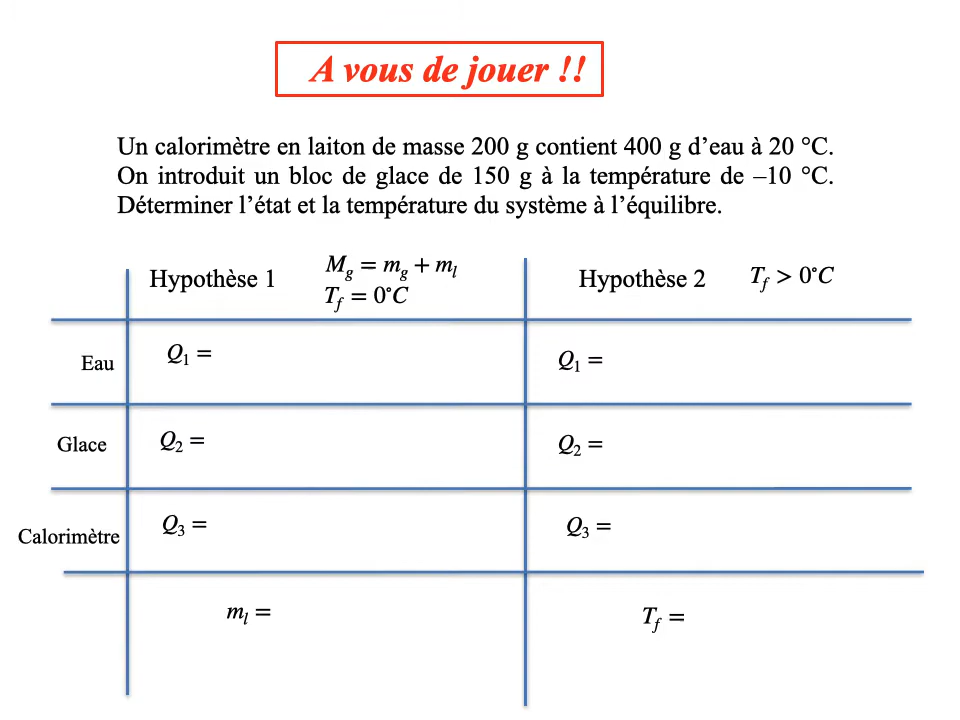 A vous de jouer !!
Un calorimètre en laiton de masse 200 g contient 400 g d’eau à 20 °C.
On introduit un bloc de glace de 150 g à la température de –10 °C.
Déterminer l’état et la température du système à l’équilibre.
Hypothèse 1 M_g = m_g + m_l Hypothèse 2 T_f > 0°C
T_f = 0°C
Eau Q_1 = Q_1 =
Glace Q_2 = Q_2 =
Calorimètre Q_3 = Q_3 =
m_l = T_f =